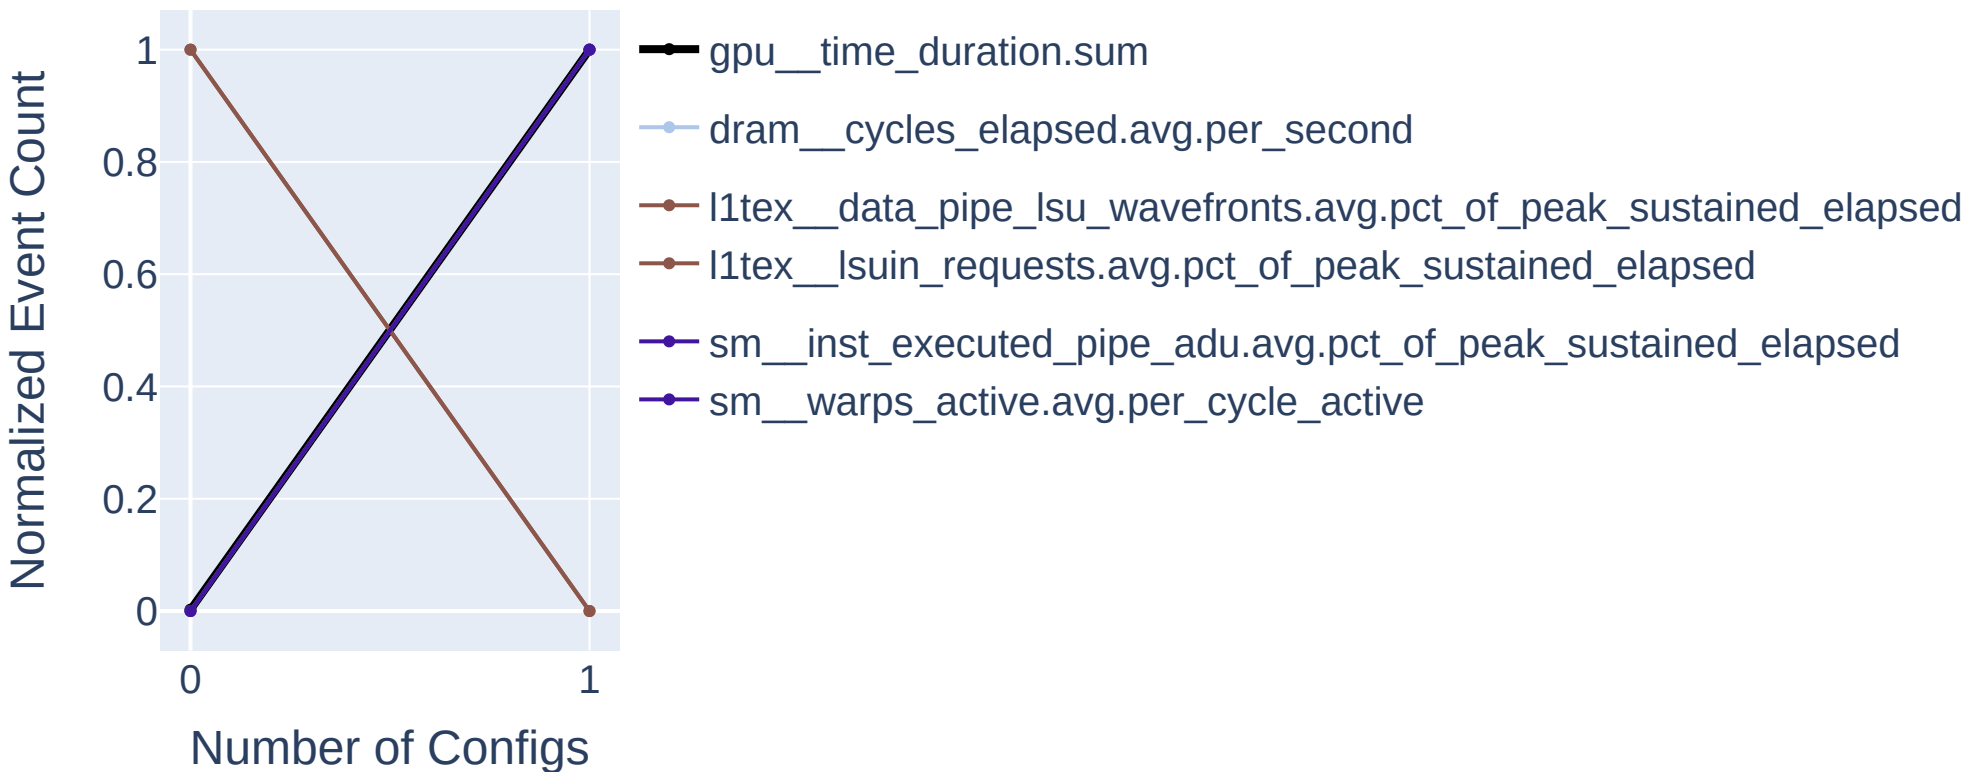 Normalized Event Count
1
0.8
0.6
0.4
0.2
0
0
1
Number of Configs
gpu__time_duration.sum
dram__cycles_elapsed.avg.per_second
l1tex__data_pipe_lsu_wavefronts.avg.pct_of_peak_sustained_elapsed
l1tex__lsuin_requests.avg.pct_of_peak_sustained_elapsed
sm__inst_executed_pipe_adu.avg.pct_of_peak_sustained_elapsed
sm__warps_active.avg.per_cycle_active